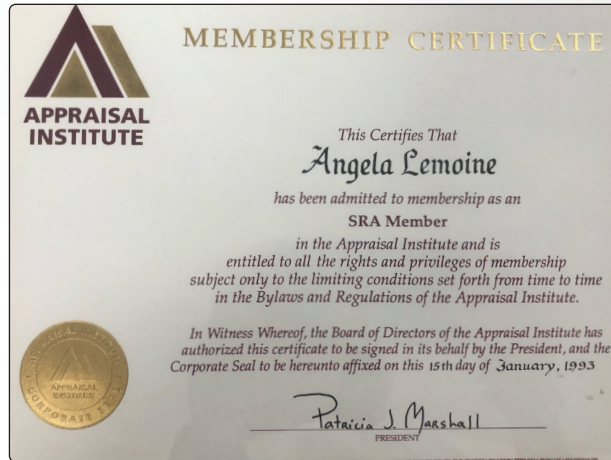 MEMBERSHIP CERTIFICATE
APPRAISAL
INSTITUTE
This Certifies That
Angela Lemoine
has been admitted to membership as an
SRA Member
in the Appraisal Institute and is
entitled to all the rights and privileges of membership
subject only to the limiting conditions set forth from time to time
in the Bylaws and Regulations of the Appraisal Institute.
In Witness Whereof, the Board of Directors of the Appraisal Institute has
authorized this certificate to be signed in its behalf by the President, and the
Corporate Seal to be hereunto affixed on this 15th day of January, 1993
APPRAISAL INSTITUTE
APPRAISAL
INSTITUTE
CORPORATE SEAL
Patricia J. Marshall
PRESIDENT